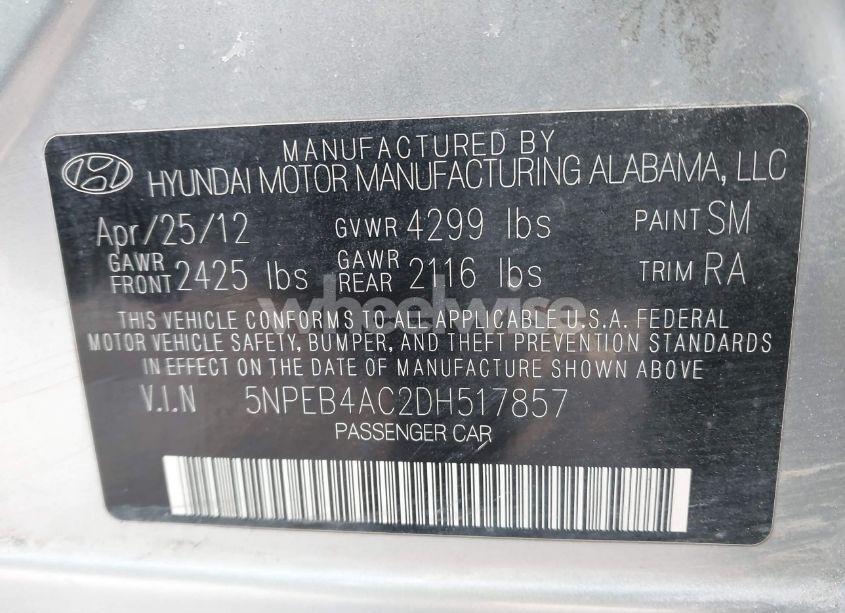 MANUFACTURED BY
HYUNDAI MOTOR MANUFACTURING ALABAMA, LLC
Apr/25/12 GVWR 4299 lbs PAINT SM
GAWR FRONT 2425 lbs GAWR REAR 2116 lbs TRIM RA
wheelwise
THIS VEHICLE CONFORMS TO ALL APPLICABLE U.S.A. FEDERAL
MOTOR VEHICLE SAFETY, BUMPER, AND THEFT PREVENTION STANDARDS
IN EFFECT ON THE DATE OF MANUFACTURE SHOWN ABOVE
V.I.N 5NPEB4AC2DH517857
PASSENGER CAR